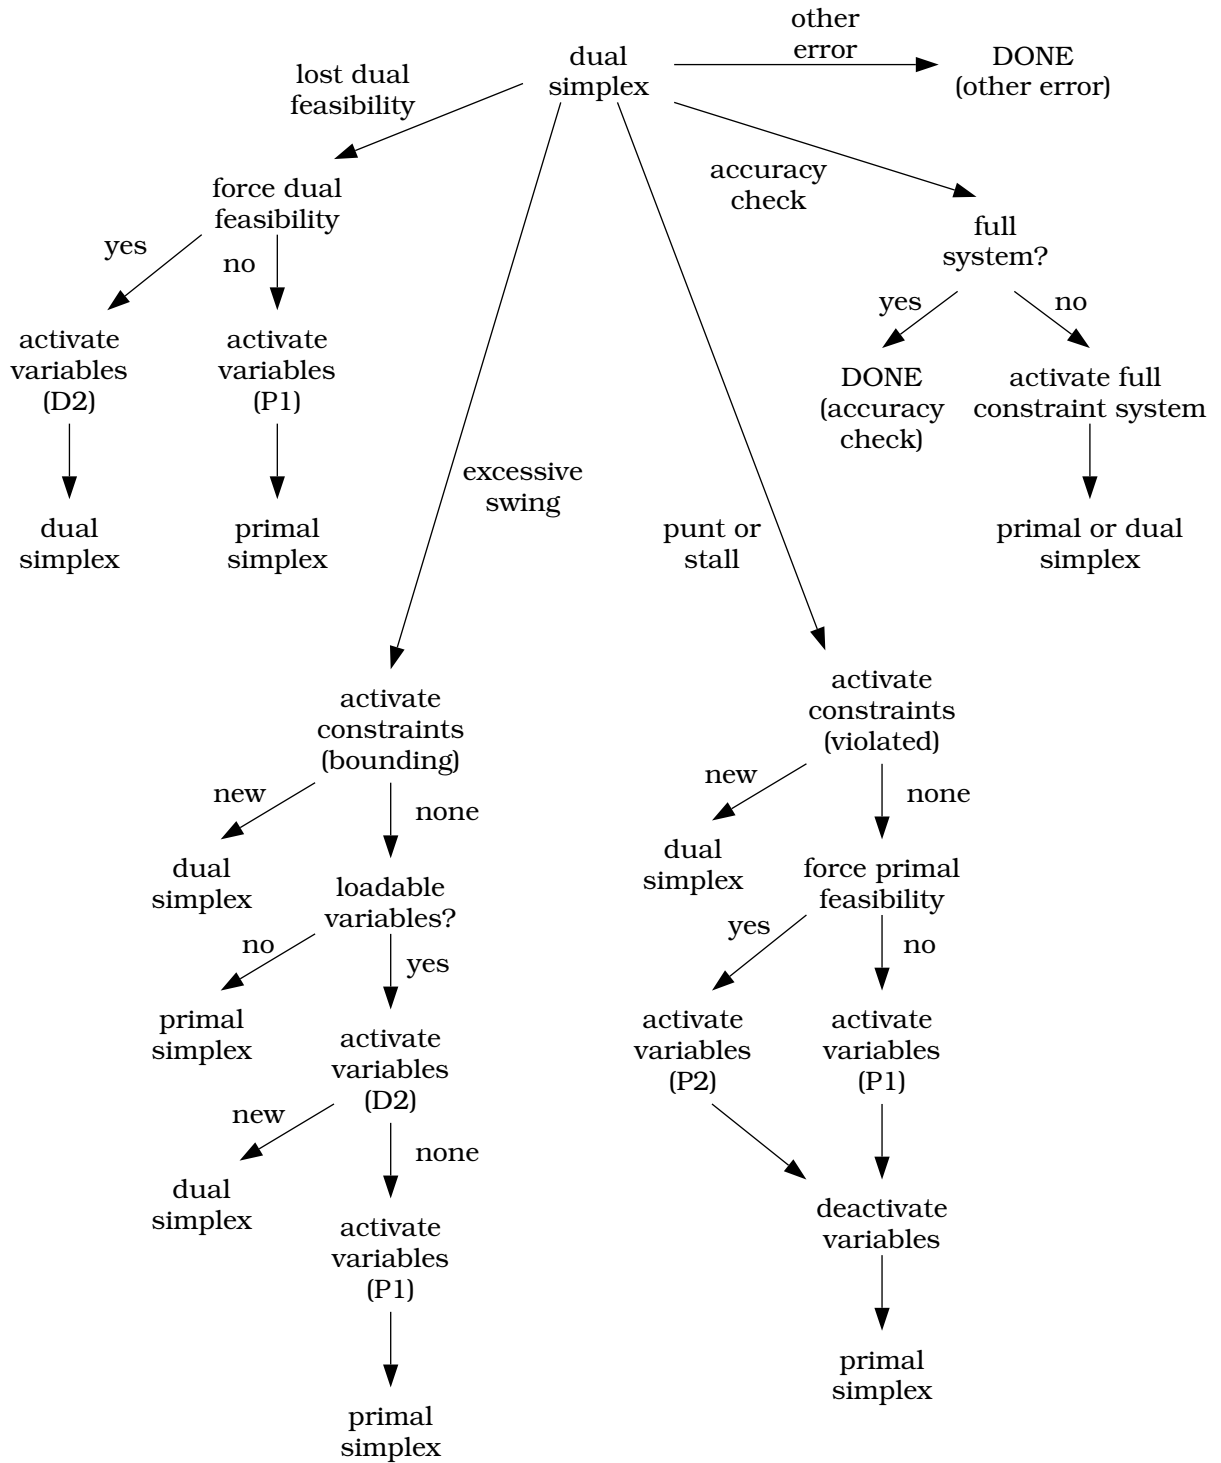 other
error
dual
simplex
DONE
(other error)
lost dual
feasibility
accuracy
check
force dual
feasibility
full
system?
yes
no
yes
no
activate
variables
(D2)
activate
variables
(P1)
DONE
(accuracy
check)
activate full
constraint system
excessive
swing
dual
simplex
primal
simplex
punt or
stall
primal or dual
simplex
activate
constraints
(bounding)
activate
constraints
(violated)
new
none
new
none
dual
simplex
loadable
variables?
dual
simplex
force primal
feasibility
no
yes
yes
no
primal
simplex
activate
variables
(D2)
activate
variables
(P2)
activate
variables
(P1)
new
none
dual
simplex
activate
variables
(P1)
deactivate
variables
primal
simplex
primal
simplex